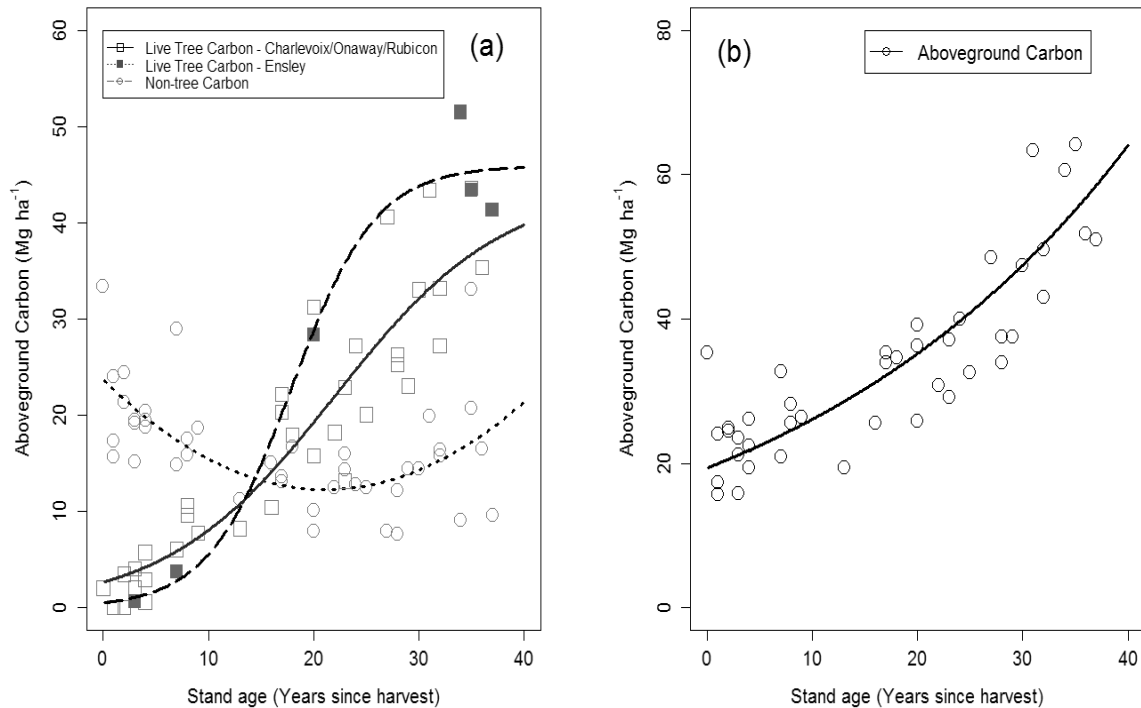 (a)
Live Tree Carbon - Charlevoix/Onaway/Rubicon
Live Tree Carbon - Ensley
Non-tree Carbon
Aboveground Carbon (Mg ha⁻¹)
60
50
40
30
20
10
0
0 10 20 30 40
Stand age (Years since harvest)
(b)
Aboveground Carbon
Aboveground Carbon (Mg ha⁻¹)
80
60
40
20
0
0 10 20 30 40
Stand age (Years since harvest)